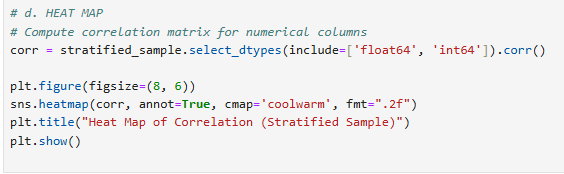 # d. HEAT MAP
# Compute correlation matrix for numerical columns
corr = stratified_sample.select_dtypes(include=['float64', 'int64']).corr()
plt.figure(figsize=(8, 6))
sns.heatmap(corr, annot=True, cmap='coolwarm', fmt=".2f")
plt.title("Heat Map of Correlation (Stratified Sample)")
plt.show()